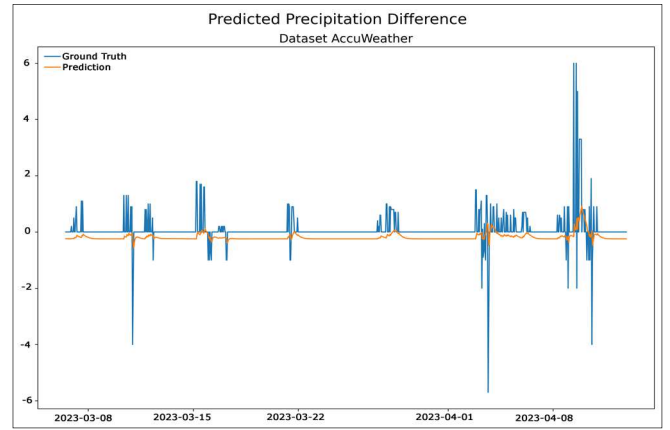 Predicted Precipitation Difference
Dataset AccuWeather
Ground Truth
Prediction
6
4
2
0
-2
-4
-6
2023-03-08 2023-03-15 2023-03-22 2023-04-01 2023-04-08